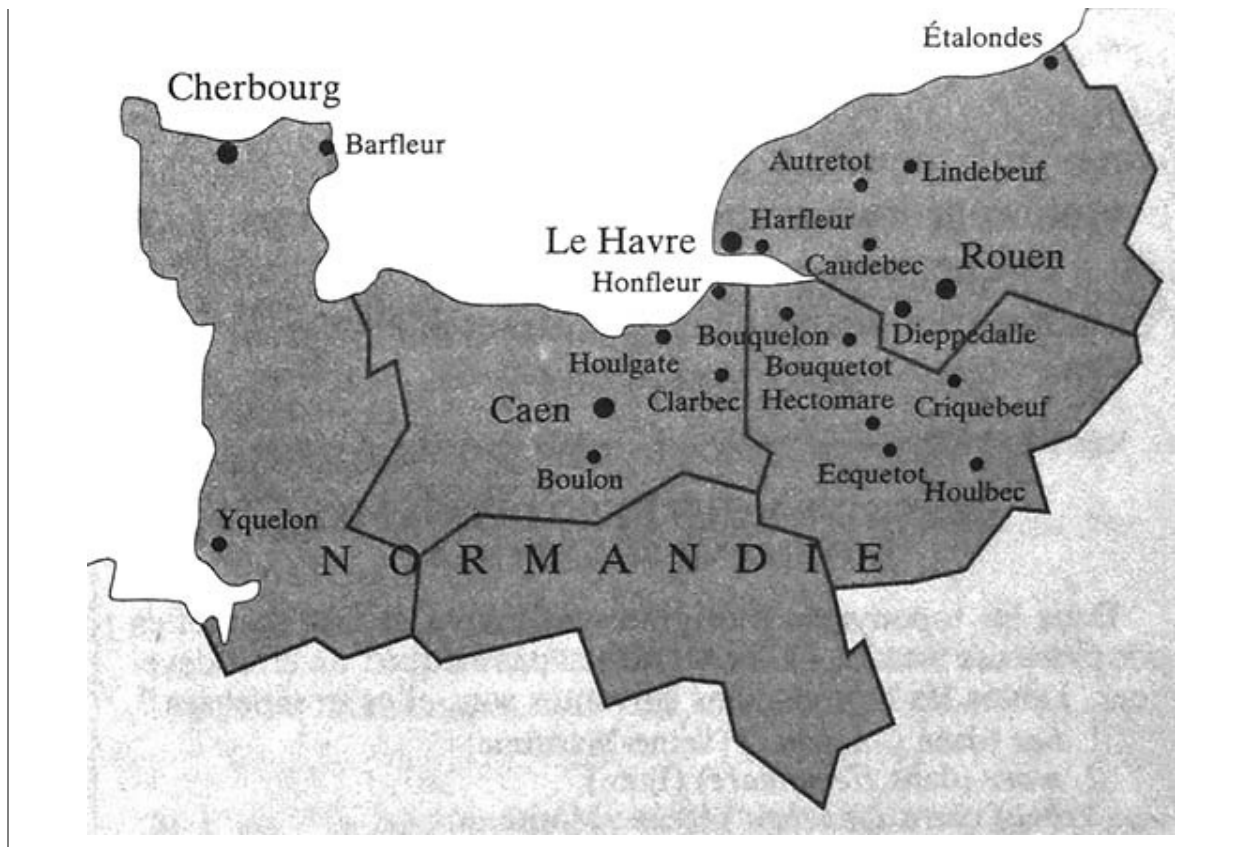 Étalondes
Cherbourg
Barfleur
Autretot
Lindebeuf
Harfleur
Le Havre
Caudebec
Rouen
Honfleur
Bouquelon
Dieppedalle
Houlgate
Bouquetot
Clarbec
Hectomare
Caen
Criquebeuf
Boulon
Ecquetot
Houlbec
Yquelon
NORMANDIE